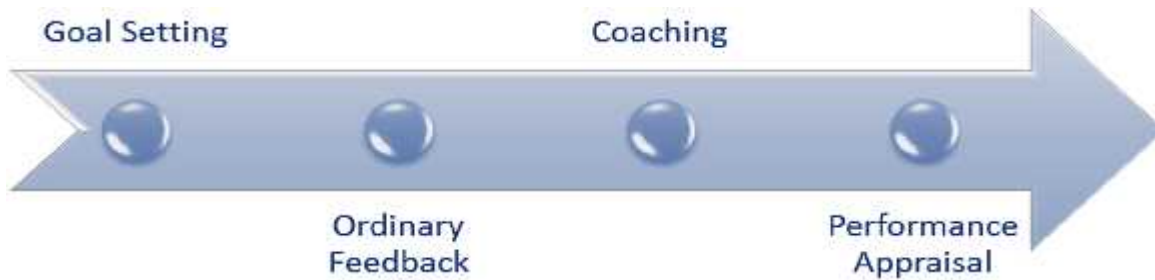 Goal Setting
Coaching
Ordinary
Feedback
Performance
Appraisal